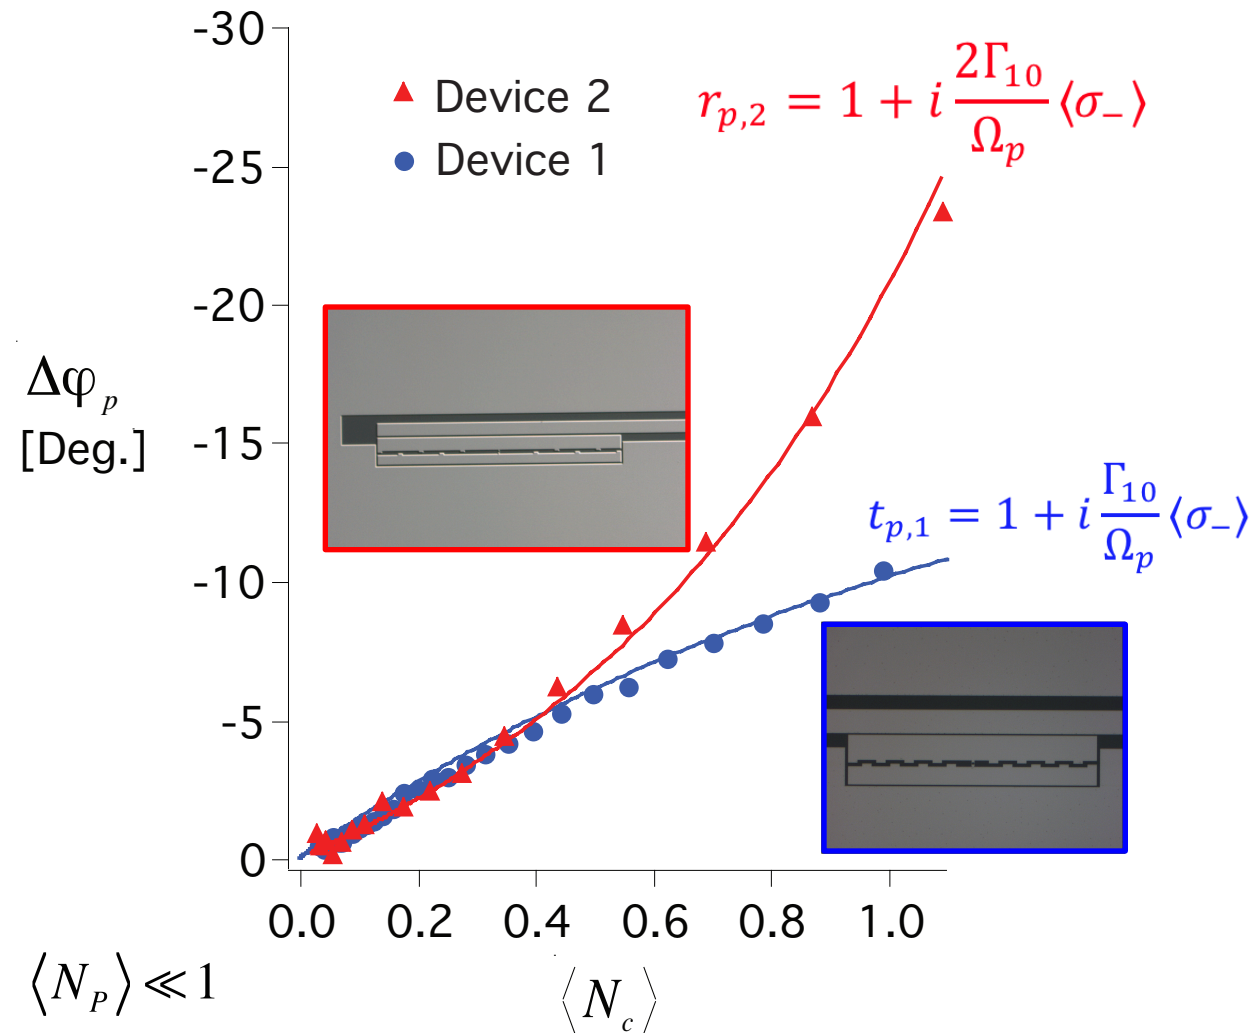 -30
-25
-20
-15
-10
-5
0
Δφ_p
[Deg.]
Device 2
Device 1
r_{p,2} = 1 + i \frac{2Γ_{10}}{Ω_p} ⟨σ_−⟩
t_{p,1} = 1 + i \frac{Γ_{10}}{Ω_p} ⟨σ_−⟩
0.0 0.2 0.4 0.6 0.8 1.0
⟨N_P⟩ ≪ 1
⟨N_c⟩